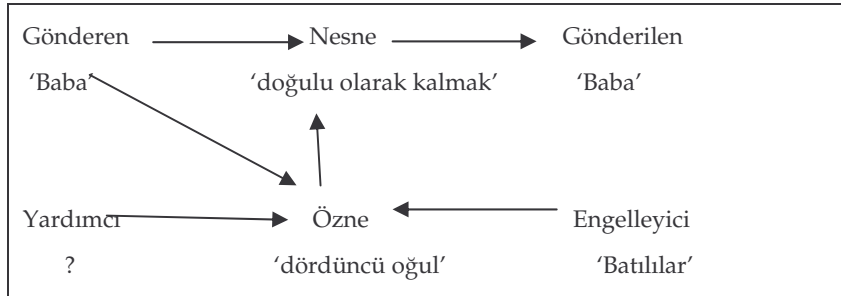 Gönderen Nesne Gönderilen
‘Baba’ ‘doğulu olarak kalmak’ ‘Baba’
Yardımcı Özne Engelleyici
? ‘dördüncü oğul’ ‘Batılılar’